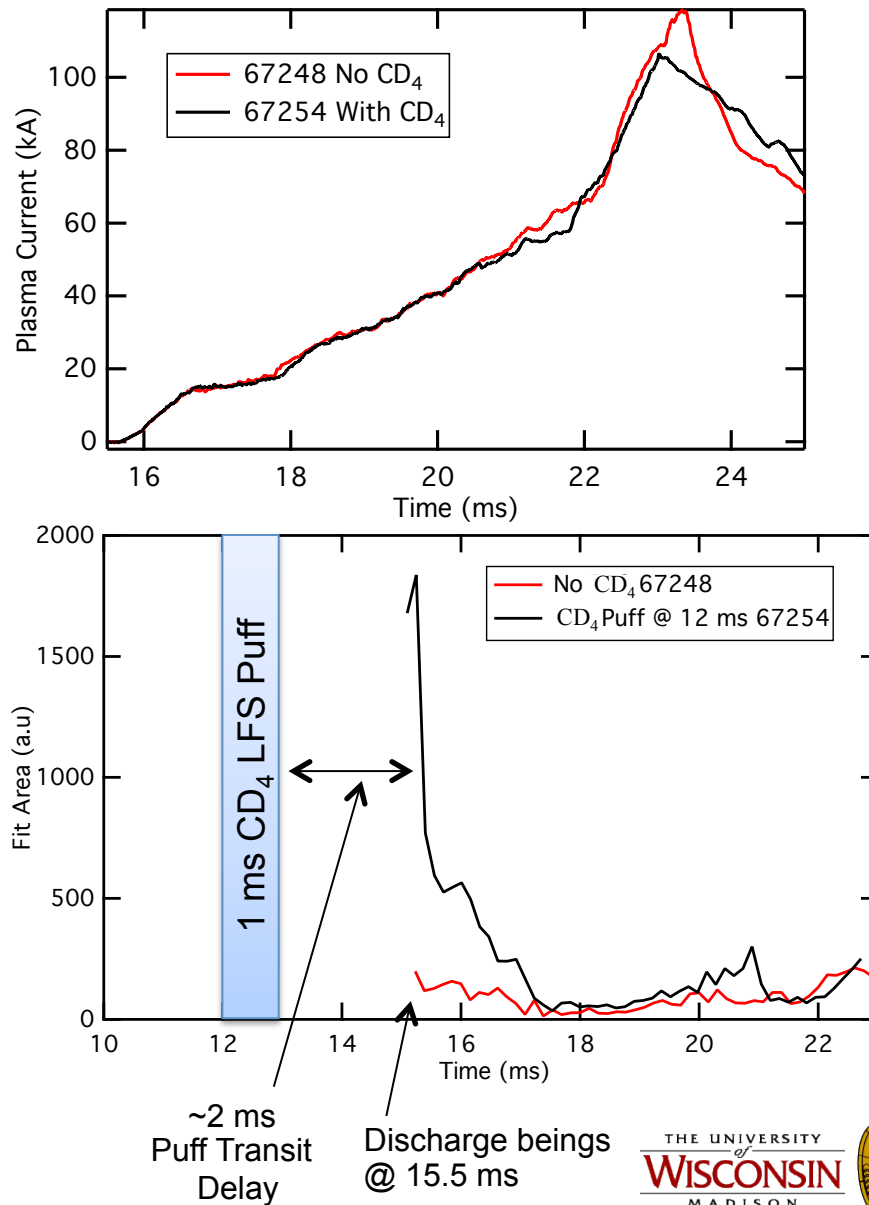 100
80
60
40
20
0
Plasma Current (kA)
67248 No CD4
67254 With CD4
16 18 20 22 24
Time (ms)
2000
1500
1000
500
0
Fit Area (a.u)
1 ms CD4 LFS Puff
No CD4 67248
CD4 Puff @ 12 ms 67254
10 12 14 16 18 20 22
Time (ms)
~2 ms
Puff Transit
Delay
Discharge beings
@ 15.5 ms
THE UNIVERSITY
of
WISCONSIN
MADISON